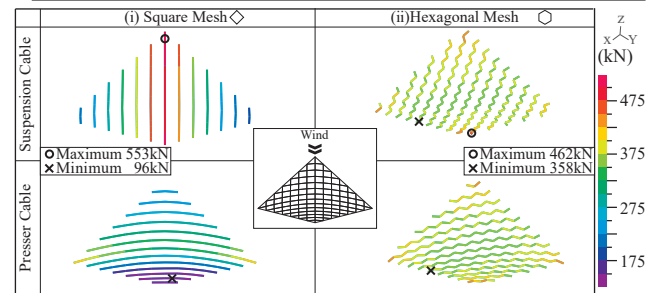 (i) Square Mesh
(ii)Hexagonal Mesh
Z
X Y
(kN)
Suspension Cable
475
375
275
175
Maximum 553kN
Minimum 96kN
Wind
Maximum 462kN
Minimum 358kN
Presser Cable